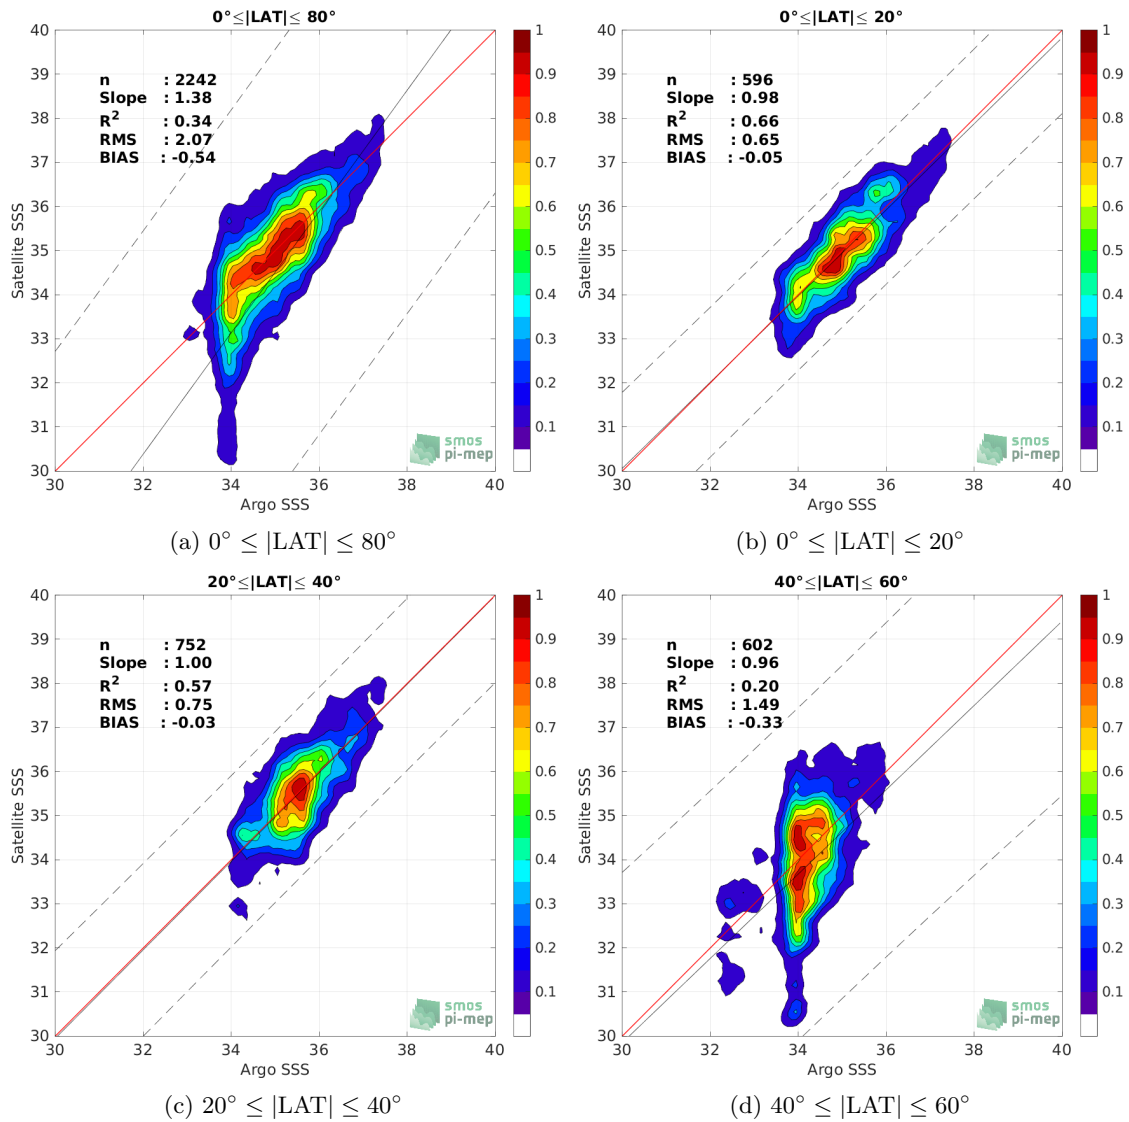 0°≤|LAT|≤ 80°
40
39
38
37
36
35
34
33
32
31
30
Satellite SSS
n : 2242
Slope : 1.38
R² : 0.34
RMS : 2.07
BIAS : -0.54
smos
pi-mep
30 32 34 36 38 40
Argo SSS
1
0.9
0.8
0.7
0.6
0.5
0.4
0.3
0.2
0.1
(a) 0° ≤ |LAT| ≤ 80°
0°≤|LAT|≤ 20°
40
39
38
37
36
35
34
33
32
31
30
Satellite SSS
n : 596
Slope : 0.98
R² : 0.66
RMS : 0.65
BIAS : -0.05
smos
pi-mep
30 32 34 36 38 40
Argo SSS
1
0.9
0.8
0.7
0.6
0.5
0.4
0.3
0.2
0.1
(b) 0° ≤ |LAT| ≤ 20°
20°≤|LAT|≤ 40°
40
39
38
37
36
35
34
33
32
31
30
Satellite SSS
n : 752
Slope : 1.00
R² : 0.57
RMS : 0.75
BIAS : -0.03
smos
pi-mep
30 32 34 36 38 40
Argo SSS
1
0.9
0.8
0.7
0.6
0.5
0.4
0.3
0.2
0.1
(c) 20° ≤ |LAT| ≤ 40°
40°≤|LAT|≤ 60°
40
39
38
37
36
35
34
33
32
31
30
Satellite SSS
n : 602
Slope : 0.96
R² : 0.20
RMS : 1.49
BIAS : -0.33
smos
pi-mep
30 32 34 36 38 40
Argo SSS
1
0.9
0.8
0.7
0.6
0.5
0.4
0.3
0.2
0.1
(d) 40° ≤ |LAT| ≤ 60°